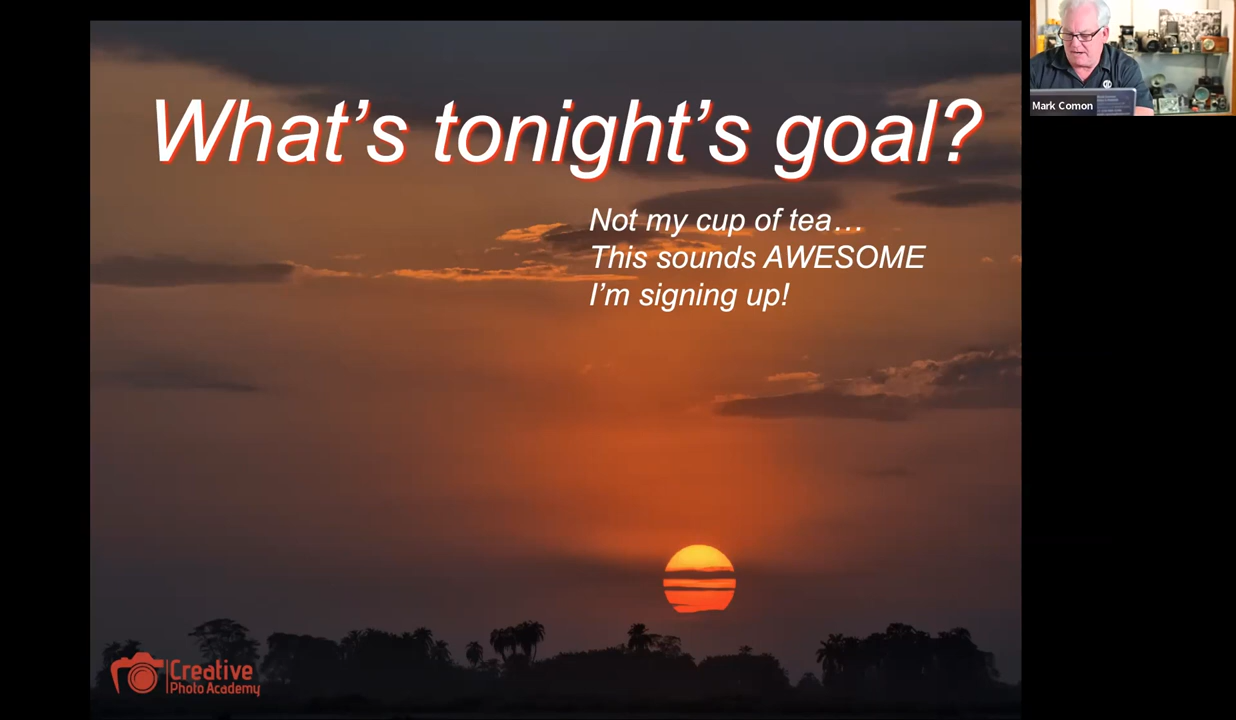 What's tonight's goal?
Not my cup of tea…
This sounds AWESOME
I'm signing up!
Mark Comon
Creative
Photo Academy